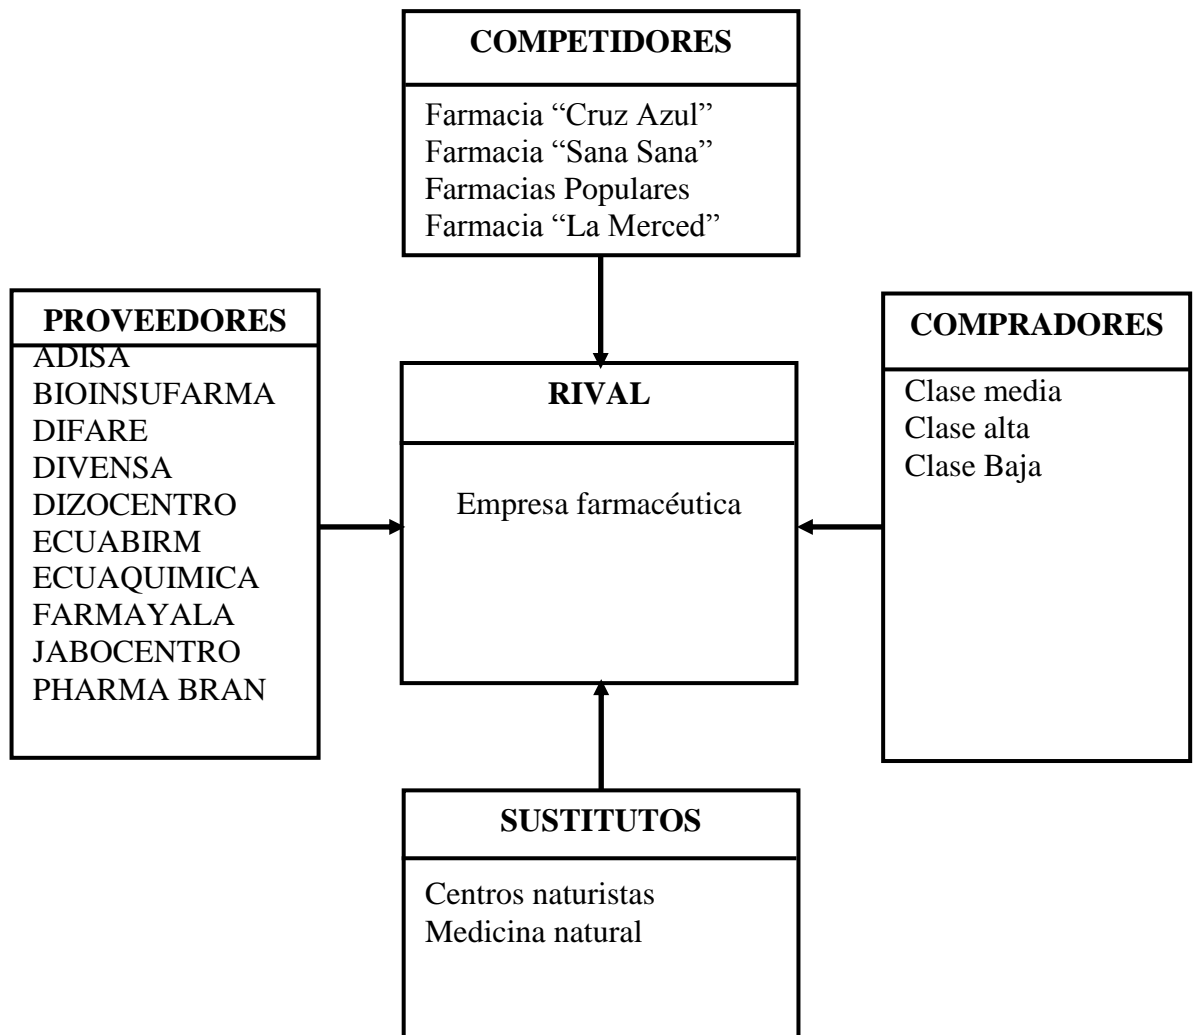 COMPETIDORES
Farmacia “Cruz Azul”
Farmacia “Sana Sana”
Farmacias Populares
Farmacia “La Merced”
PROVEEDORES
ADISA
BIOINSUFARMA
DIFARE
DIVENSA
DIZOCENTRO
ECUABIRM
ECUAQUIMICA
FARMAYALA
JABOCENTRO
PHARMA BRAN
RIVAL
Empresa farmacéutica
COMPRADORES
Clase media
Clase alta
Clase Baja
SUSTITUTOS
Centros naturistas
Medicina natural